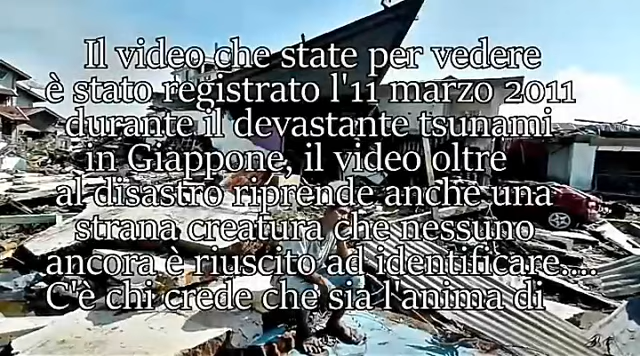 Il video che state per vedere
è stato registrato l'11 marzo 2011
durante il devastante tsunami
in Giappone, il video oltre
al disastro riprende anche una
strana creatura che nessuno
ancora è riuscito ad identificare....
C'è chi crede che sia l'anima di